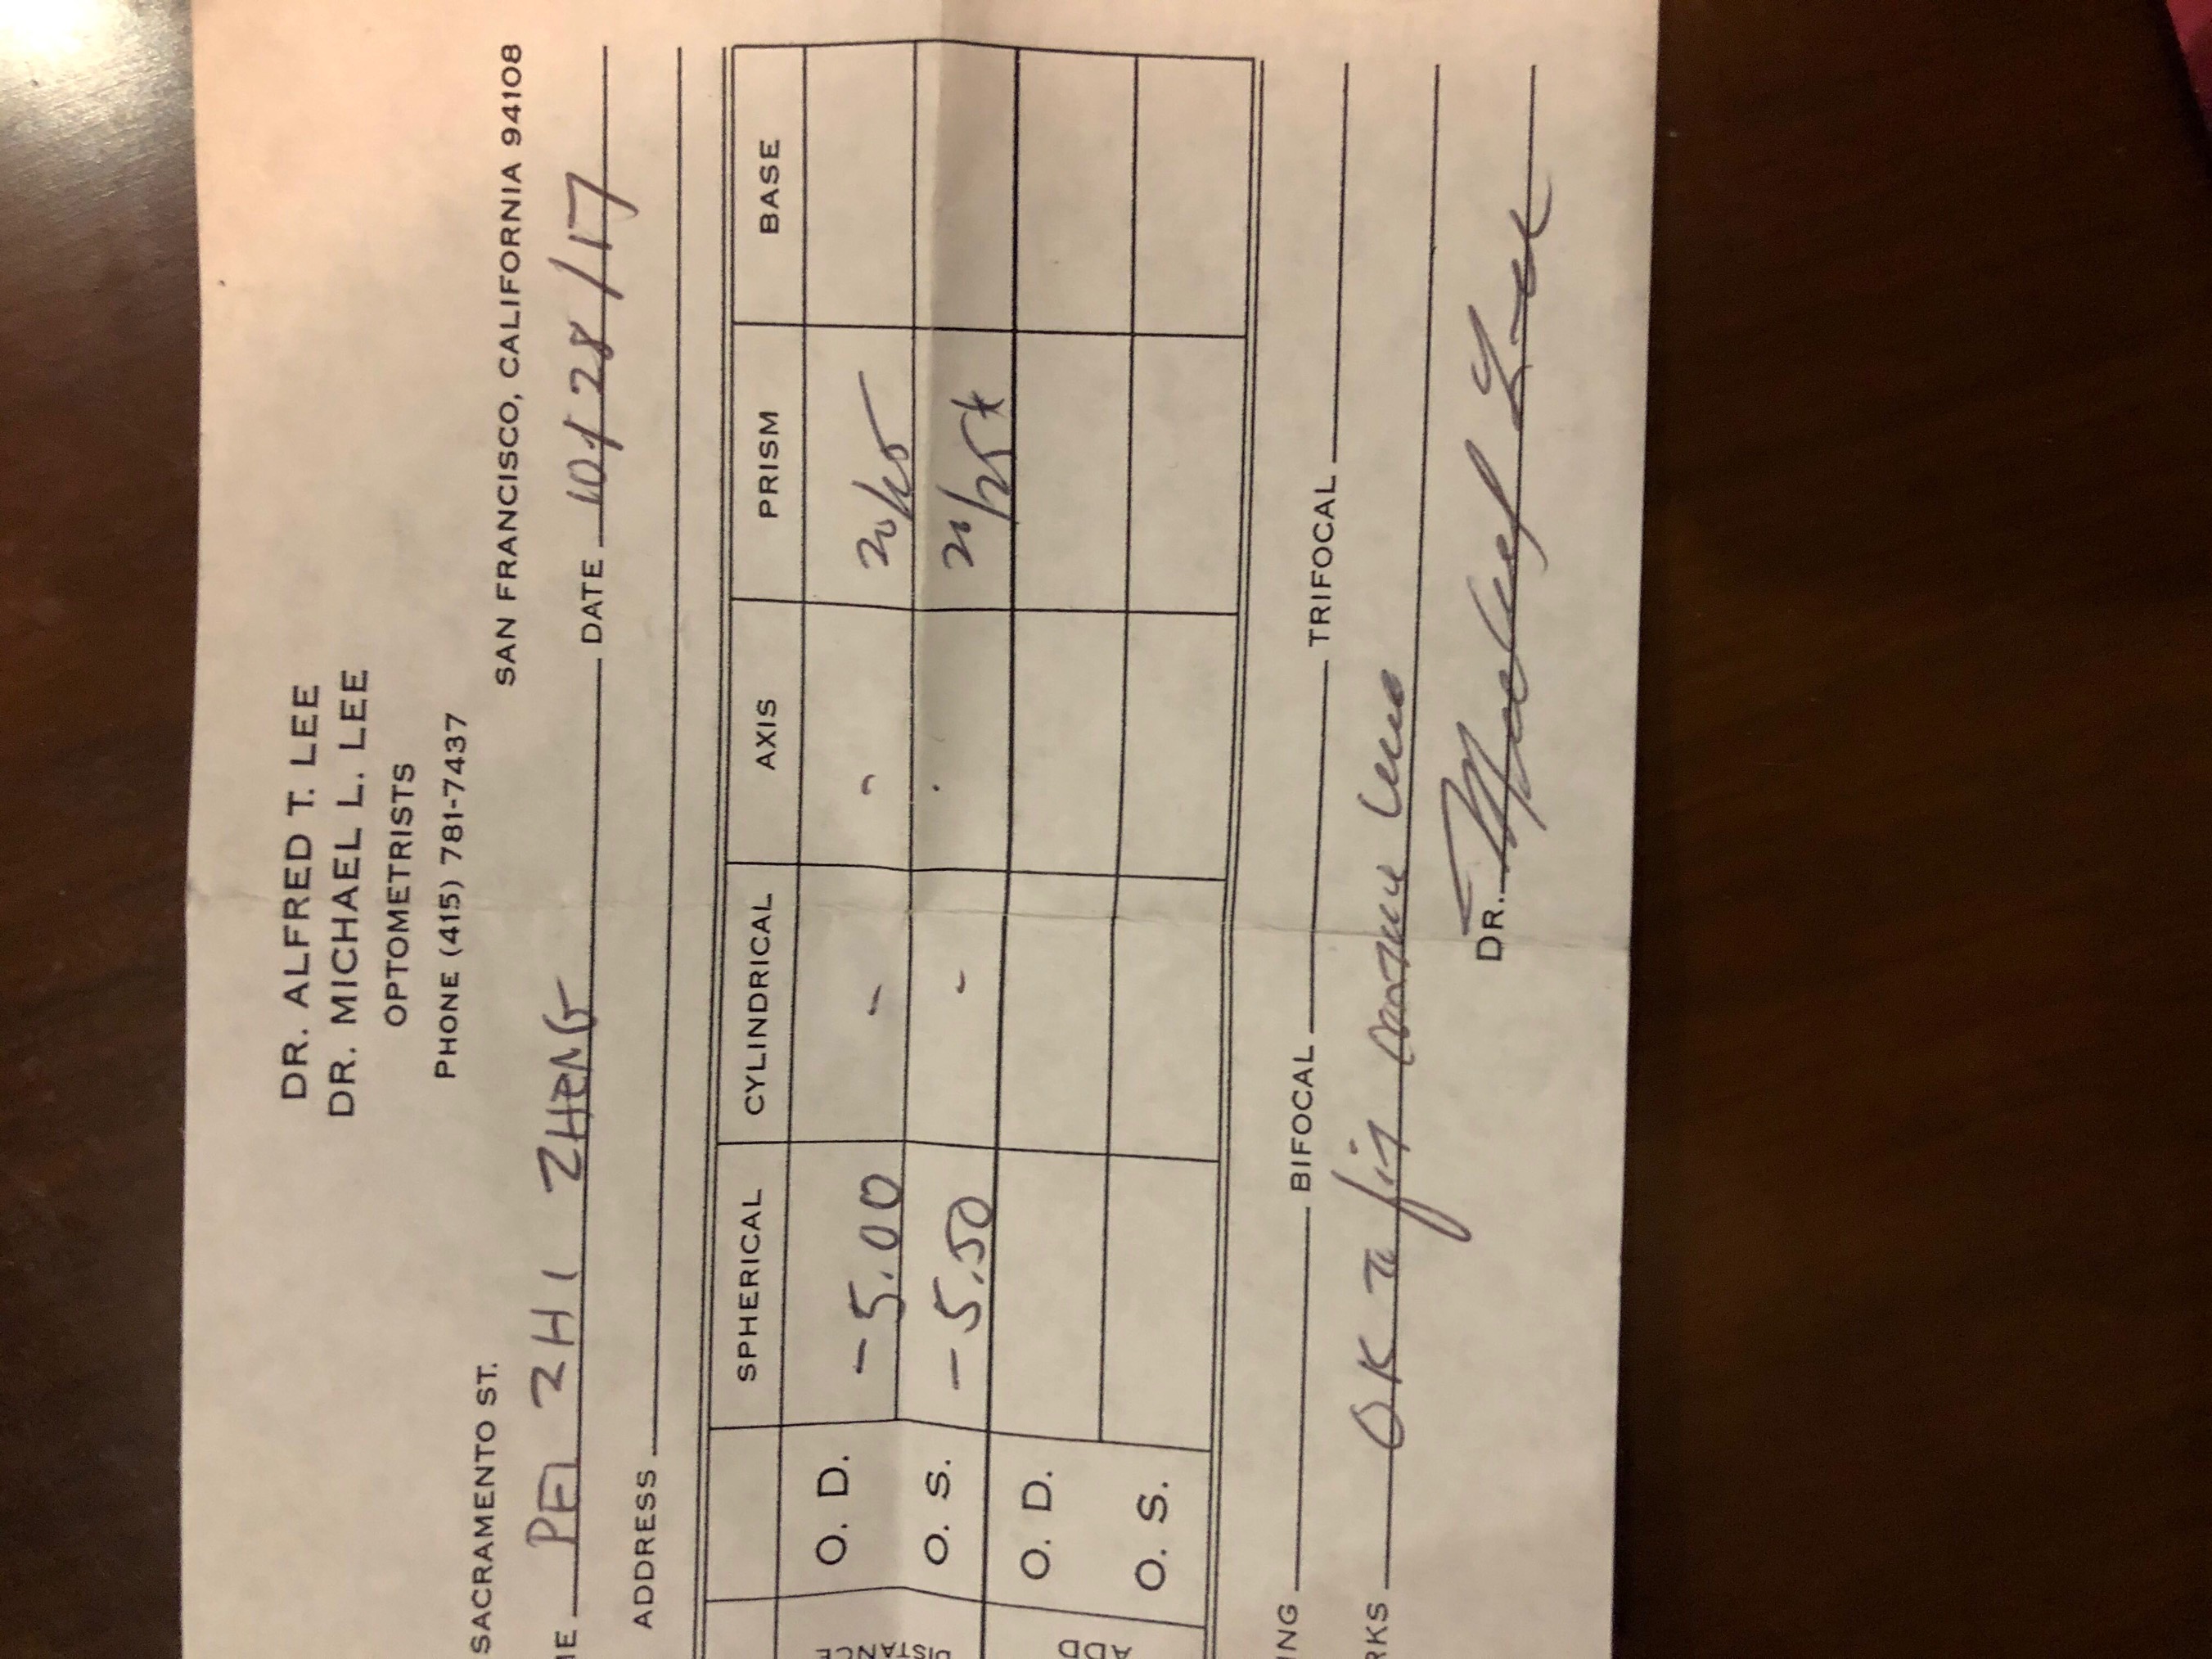 DR. ALFRED T. LEE
DR. MICHAEL L. LEE
OPTOMETRISTS
PHONE (415) 781-7437
SACRAMENTO ST.
SAN FRANCISCO, CALIFORNIA 94108
ME PEI ZHI ZHENG DATE 10/28/17
ADDRESS
SPHERICAL CYLINDRICAL AXIS PRISM BASE
DISTANCE
O. D. -5.00 - - 20/25
O. S. -5.50 - 20/25+
ADD
O. D.
O. S.
ING BIFOCAL TRIFOCAL
RKS OK to fit contact lens
DR. Michael Lee